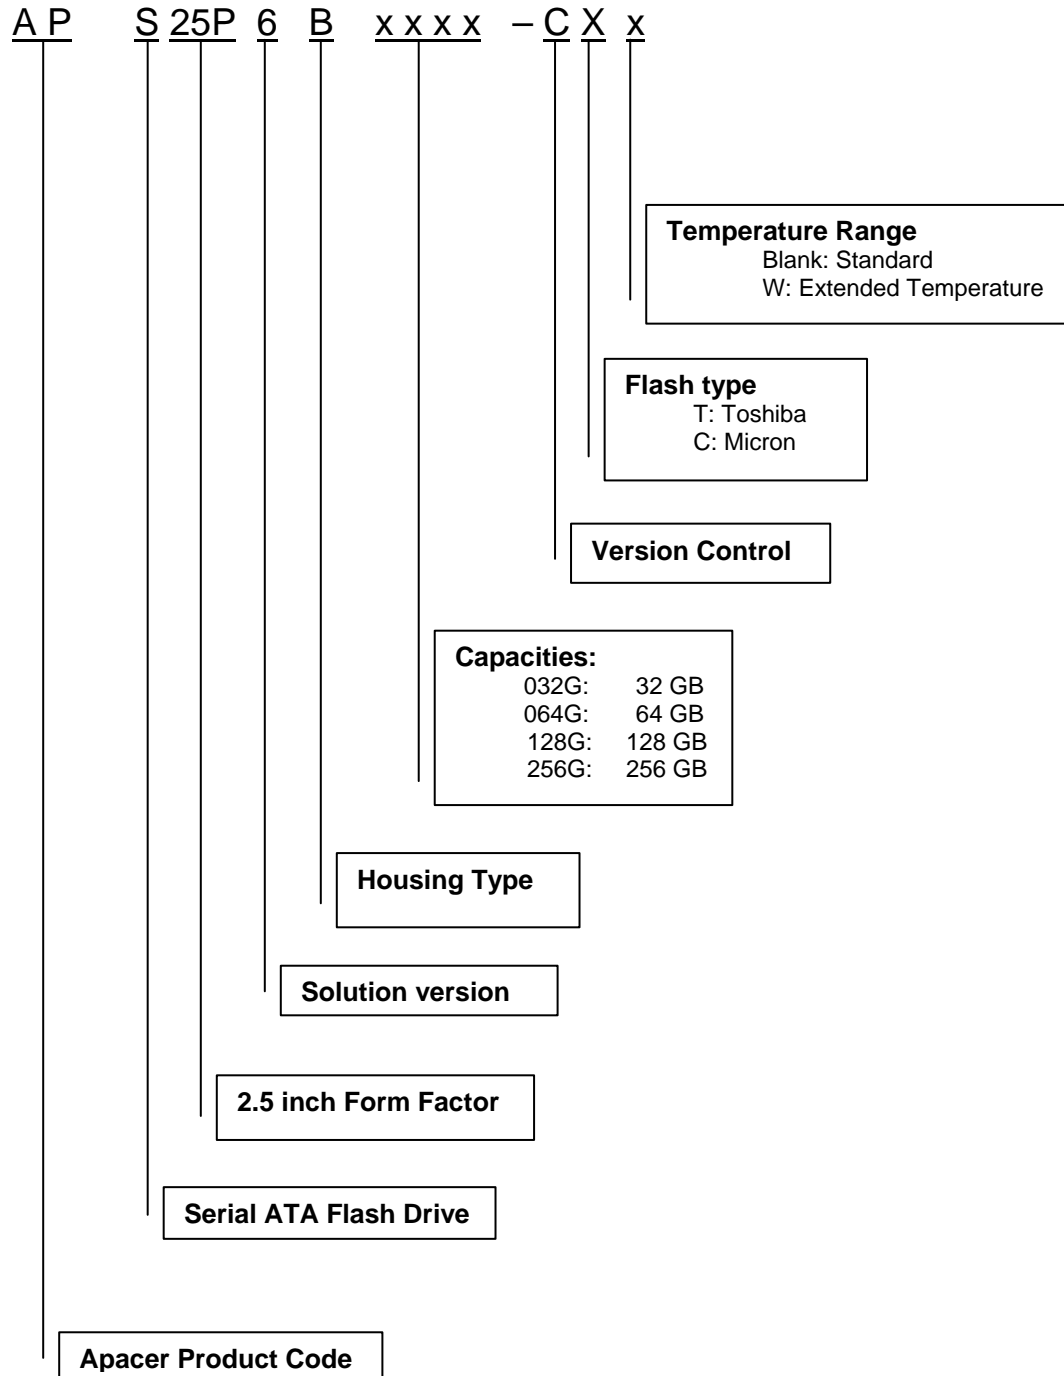 A P S 25P 6 B x x x x – C X x
Temperature Range
Blank: Standard
W: Extended Temperature
Flash type
T: Toshiba
C: Micron
Version Control
Capacities:
032G: 32 GB
064G: 64 GB
128G: 128 GB
256G: 256 GB
Housing Type
Solution version
2.5 inch Form Factor
Serial ATA Flash Drive
Apacer Product Code